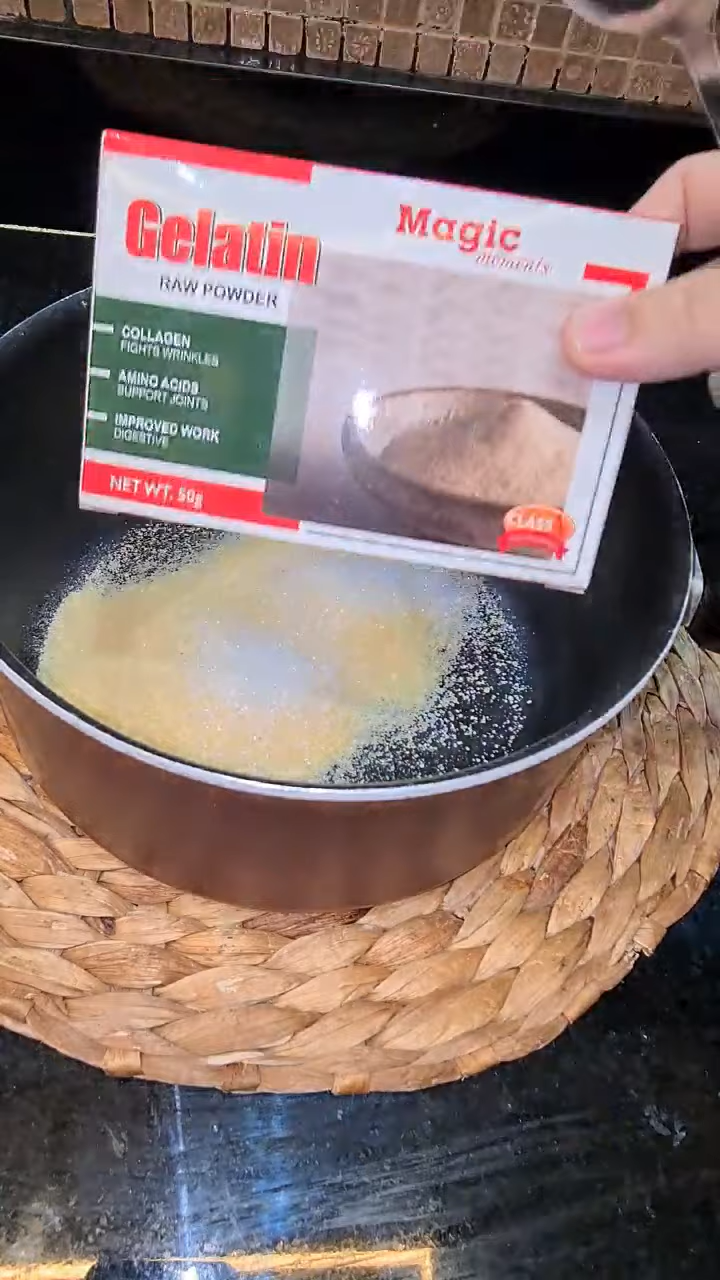 Gelatin
RAW POWDER
Magic
moments
COLLAGEN
FIGHTS WRINKLES
AMINO ACIDS
SUPPORT JOINTS
IMPROVED WORK
DIGESTIVE
NET WT. 50g
CLASS